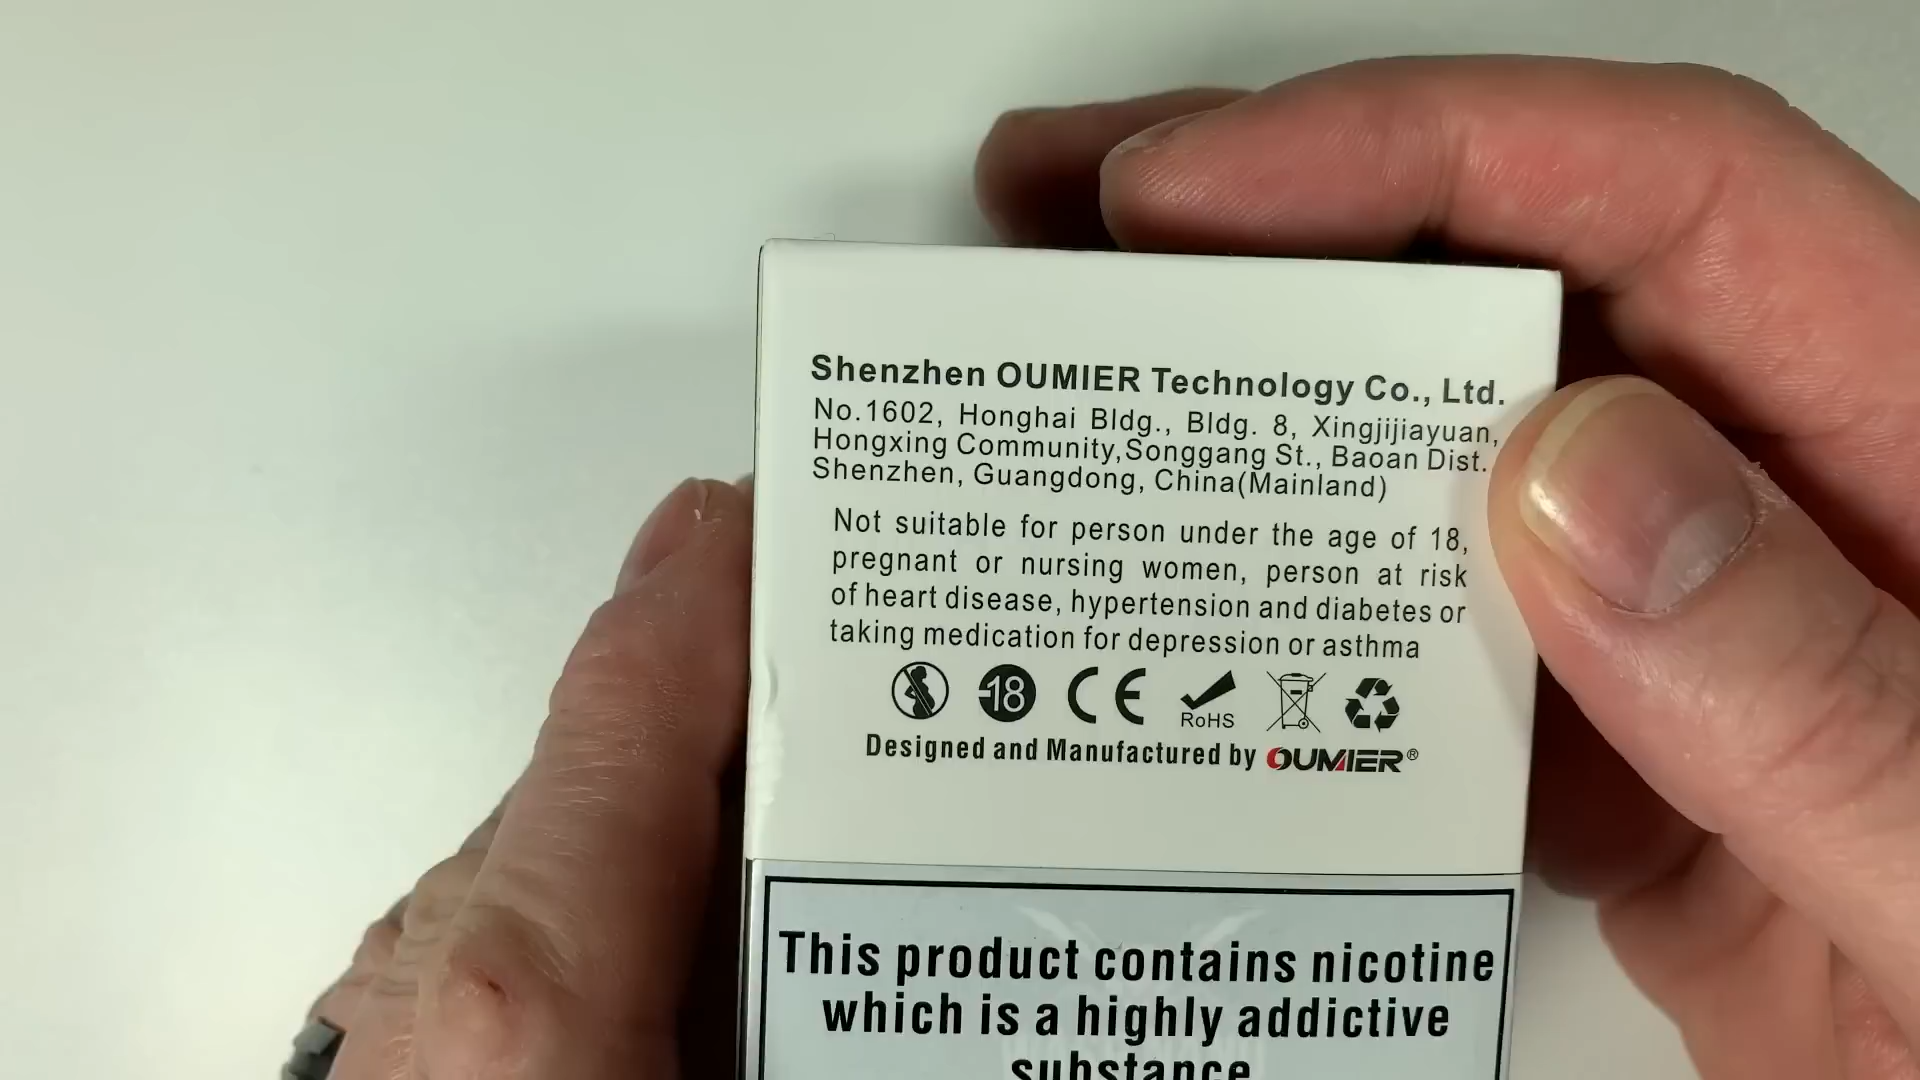 Shenzhen OUMIER Technology Co., Ltd.
No.1602, Honghai Bldg., Bldg. 8, Xingjijiayuan,
Hongxing Community,Songgang St., Baoan Dist.
Shenzhen, Guangdong, China(Mainland)
Not suitable for person under the age of 18,
pregnant or nursing women, person at risk
of heart disease, hypertension and diabetes or
taking medication for depression or asthma
-18 CE RoHS
Designed and Manufactured by OUMIER®
This product contains nicotine
which is a highly addictive
substance